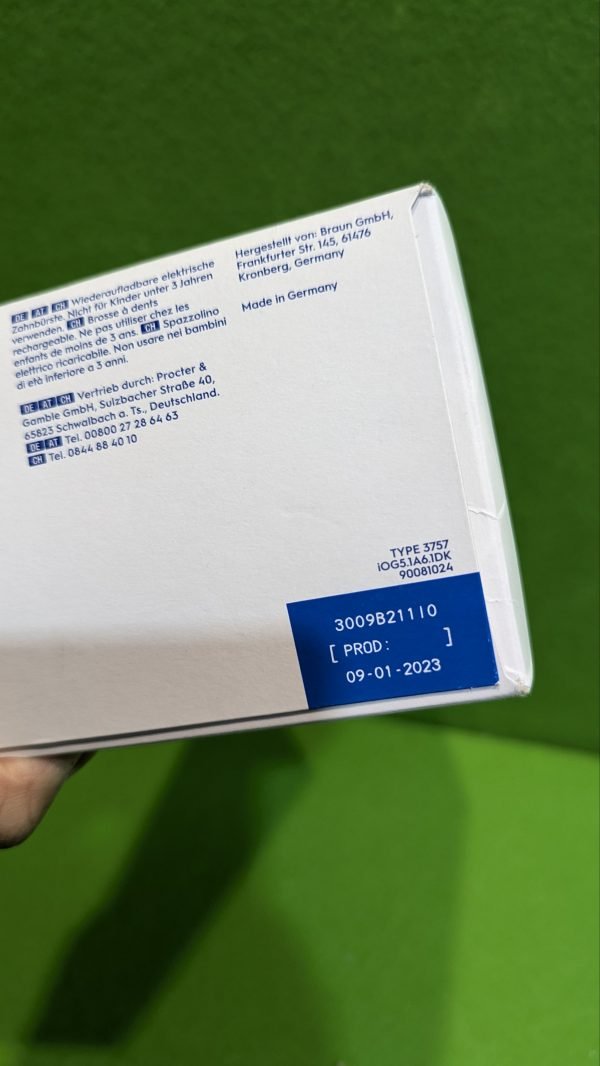 DE AT CH Wiederaufladbare elektrische
Zahnbürste. Nicht für Kinder unter 3 Jahren
verwenden. CH Brosse à dents
rechargeable. Ne pas utiliser chez les
enfants de moins de 3 ans. CH Spazzolino
elettrico ricaricabile. Non usare nei bambini
di età inferiore a 3 anni.
DE AT CH Vertrieb durch: Procter &
Gamble GmbH, Sulzbacher Straße 40,
65823 Schwalbach a. Ts., Deutschland.
DE AT Tel. 00800 27 28 64 63
CH Tel. 0844 88 40 10
Hergestellt von: Braun GmbH,
Frankfurter Str. 145, 61476
Kronberg, Germany
Made in Germany
TYPE 3757
iOG5.1A6.1DK
90081024
3009B21110
[ PROD: ]
09-01-2023